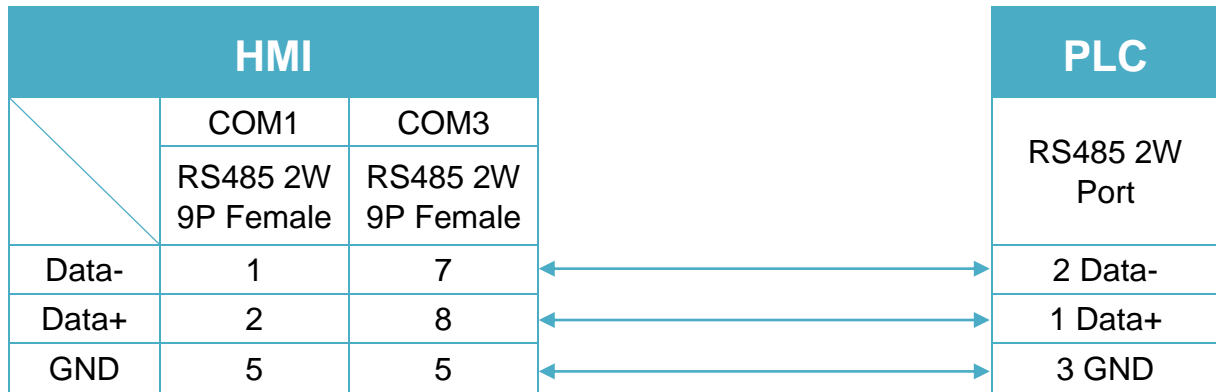 HMI PLC
COM1 COM3
RS485 2W
9P Female
RS485 2W
9P Female
RS485 2W
Port
Data- 1 7 2 Data-
Data+ 2 8 1 Data+
GND 5 5 3 GND